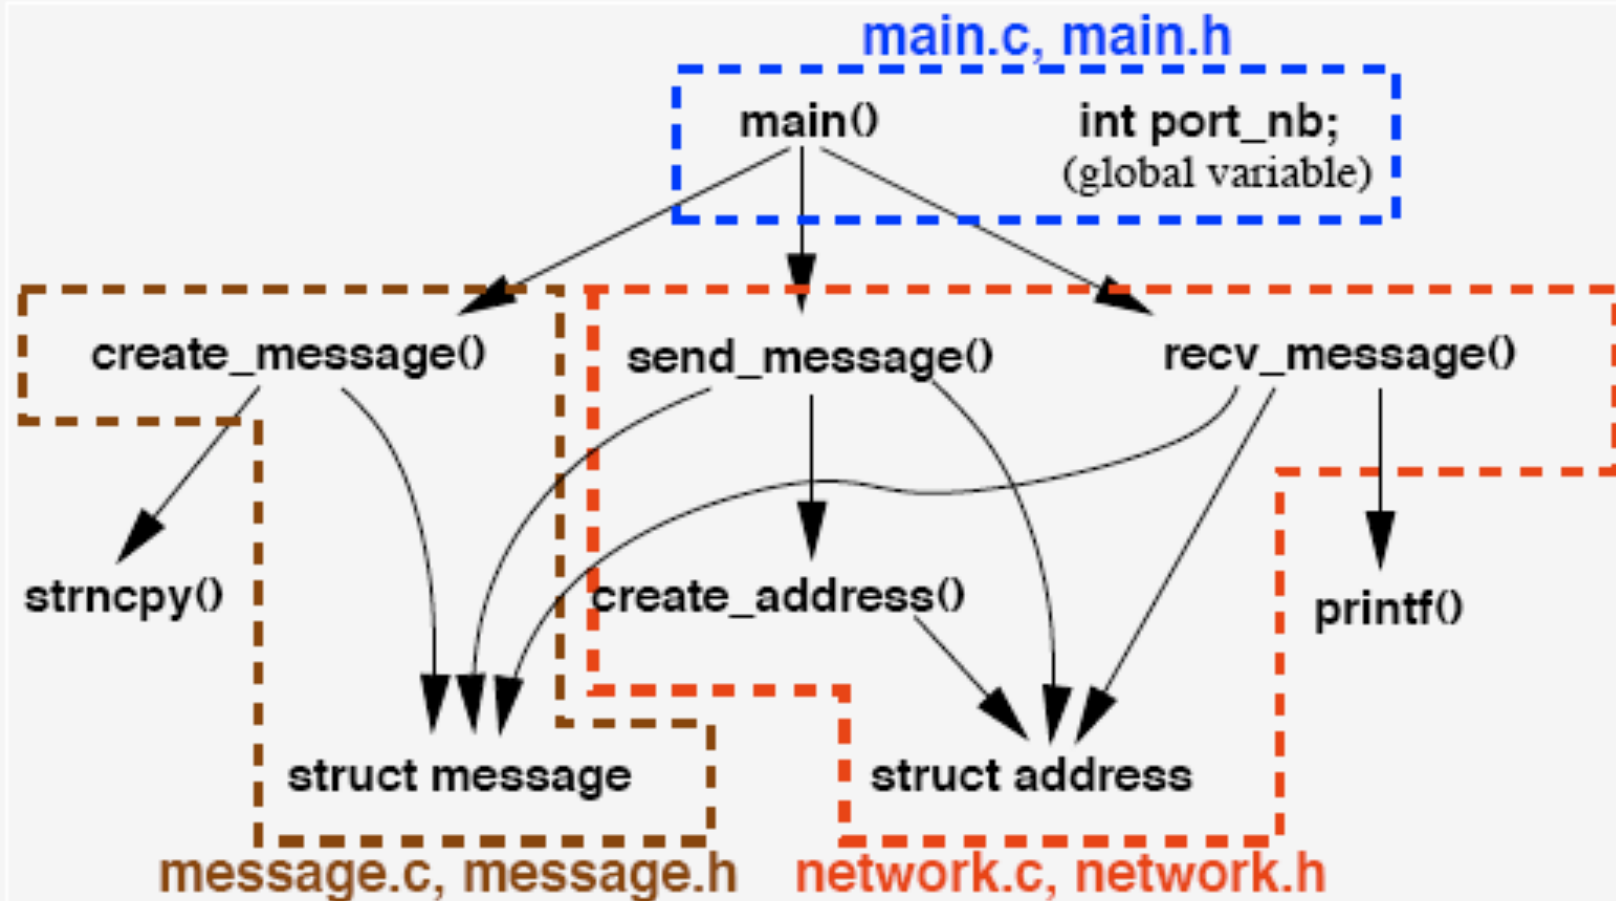 main.c, main.h
main() int port_nb;
(global variable)
create_message() send_message() recv_message()
strncpy() create_address() printf()
struct message struct address
message.c, message.h network.c, network.h